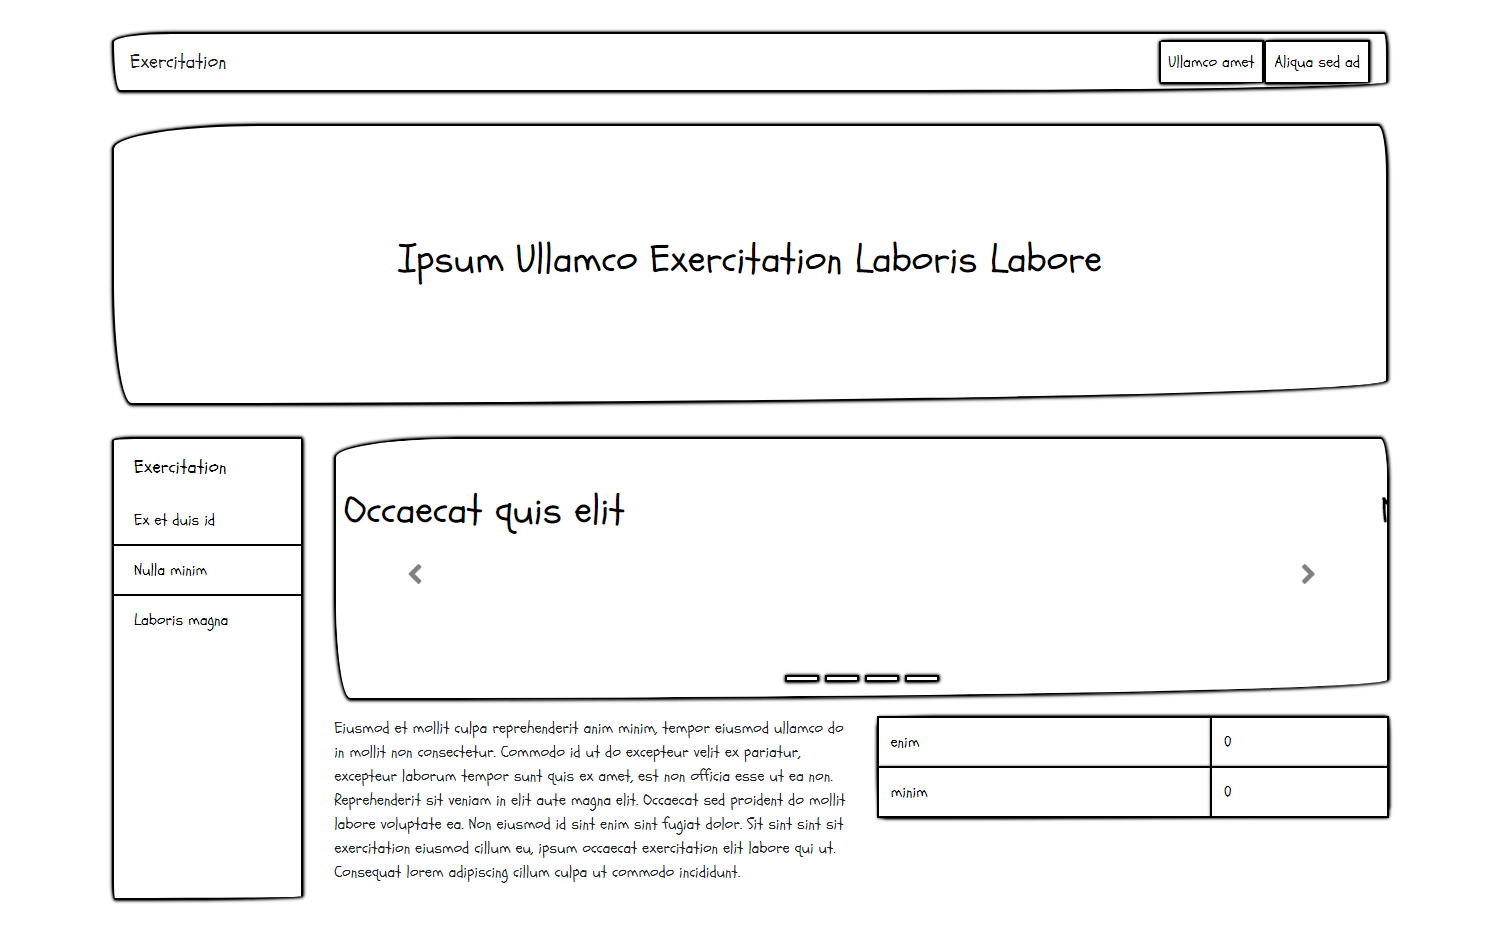 Exercitation
Ullamco amet
Aliqua sed ad
Ipsum Ullamco Exercitation Laboris Labore
Exercitation
Ex et duis id
Nulla minim
Laboris magna
Occaecat quis elit
Eiusmod et mollit culpa reprehenderit anim minim, tempor eiusmod ullamco do
in mollit non consectetur. Commodo id ut do excepteur velit ex pariatur,
excepteur laborum tempor sunt quis ex amet, est non officia esse ut ea non.
Reprehenderit sit veniam in elit aute magna elit. Occaecat sed proident do mollit
labore voluptate ea. Non eiusmod id sint enim sint fugiat dolor. Sit sint sint sit
exercitation eiusmod cillum eu, ipsum occaecat exercitation elit labore qui ut.
Consequat lorem adipiscing cillum culpa ut commodo incididunt.
enim 0
minim 0